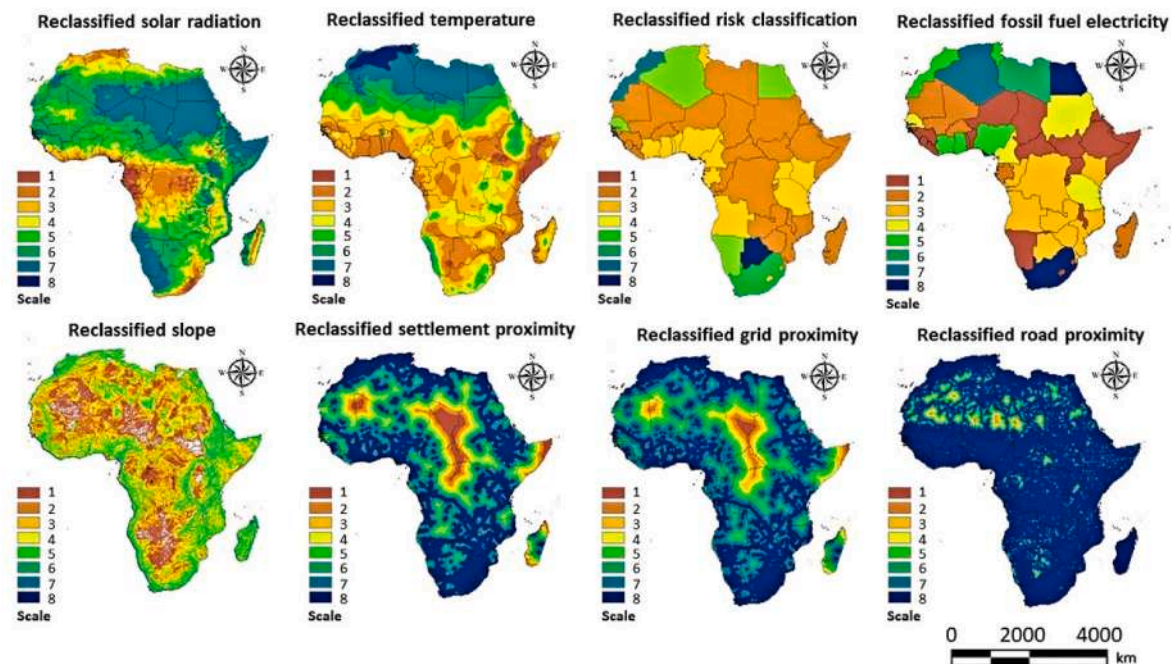 Reclassified solar radiation
Reclassified temperature
Reclassified risk classification
Reclassified fossil fuel electricity
N
W E
S
N
W E
S
N
W E
S
N
W E
S
1
2
3
4
5
6
7
8
Scale
1
2
3
4
5
6
7
8
Scale
1
2
3
4
5
6
7
8
Scale
1
2
3
4
5
6
7
8
Scale
Reclassified slope
Reclassified settlement proximity
Reclassified grid proximity
Reclassified road proximity
N
W E
S
N
W E
S
N
W E
S
N
W E
S
1
2
3
4
5
6
7
8
Scale
1
2
3
4
5
6
7
8
Scale
1
2
3
4
5
6
7
8
Scale
1
2
3
4
5
6
7
8
Scale
0 2000 4000
km